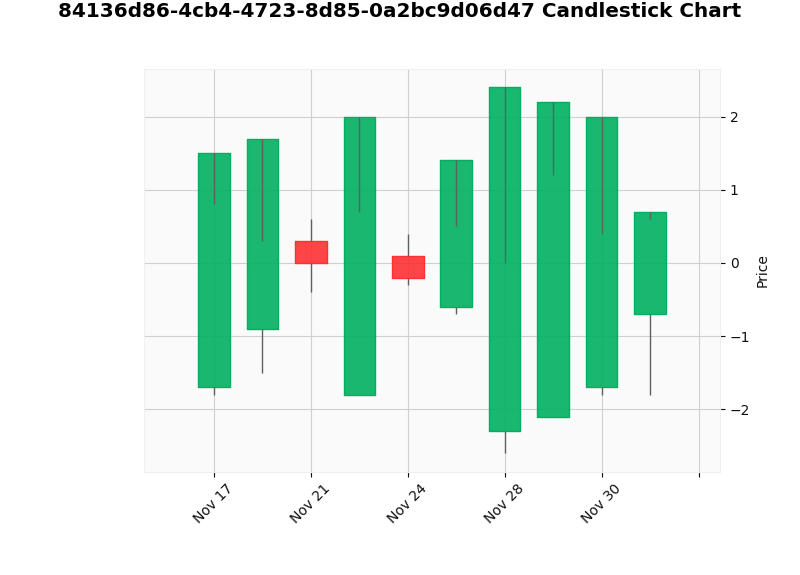 84136d86-4cb4-4723-8d85-0a2bc9d06d47 Candlestick Chart
2
1
0
−1
−2
Price
Nov 17
Nov 21
Nov 24
Nov 28
Nov 30